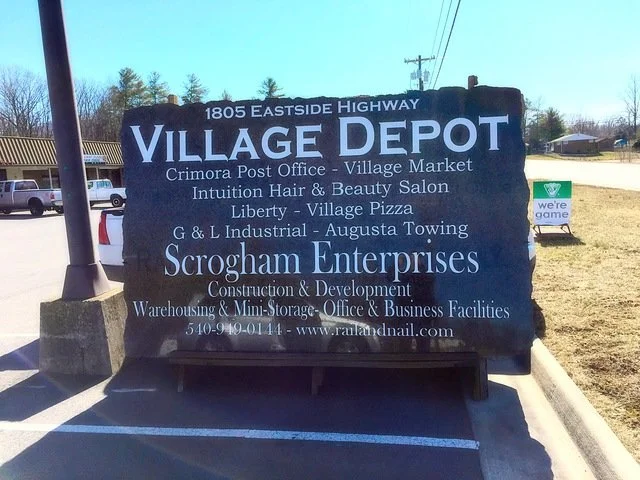 1805 Eastside Highway
Village Depot
Crimora Post Office - Village Market
Intuition Hair & Beauty Salon
Liberty - Village Pizza
G & L Industrial - Augusta Towing
Scrogham Enterprises
Construction & Development
Warehousing & Mini-Storage- Office & Business Facilities
540-949-0144 - www.railandnail.com
we're
game